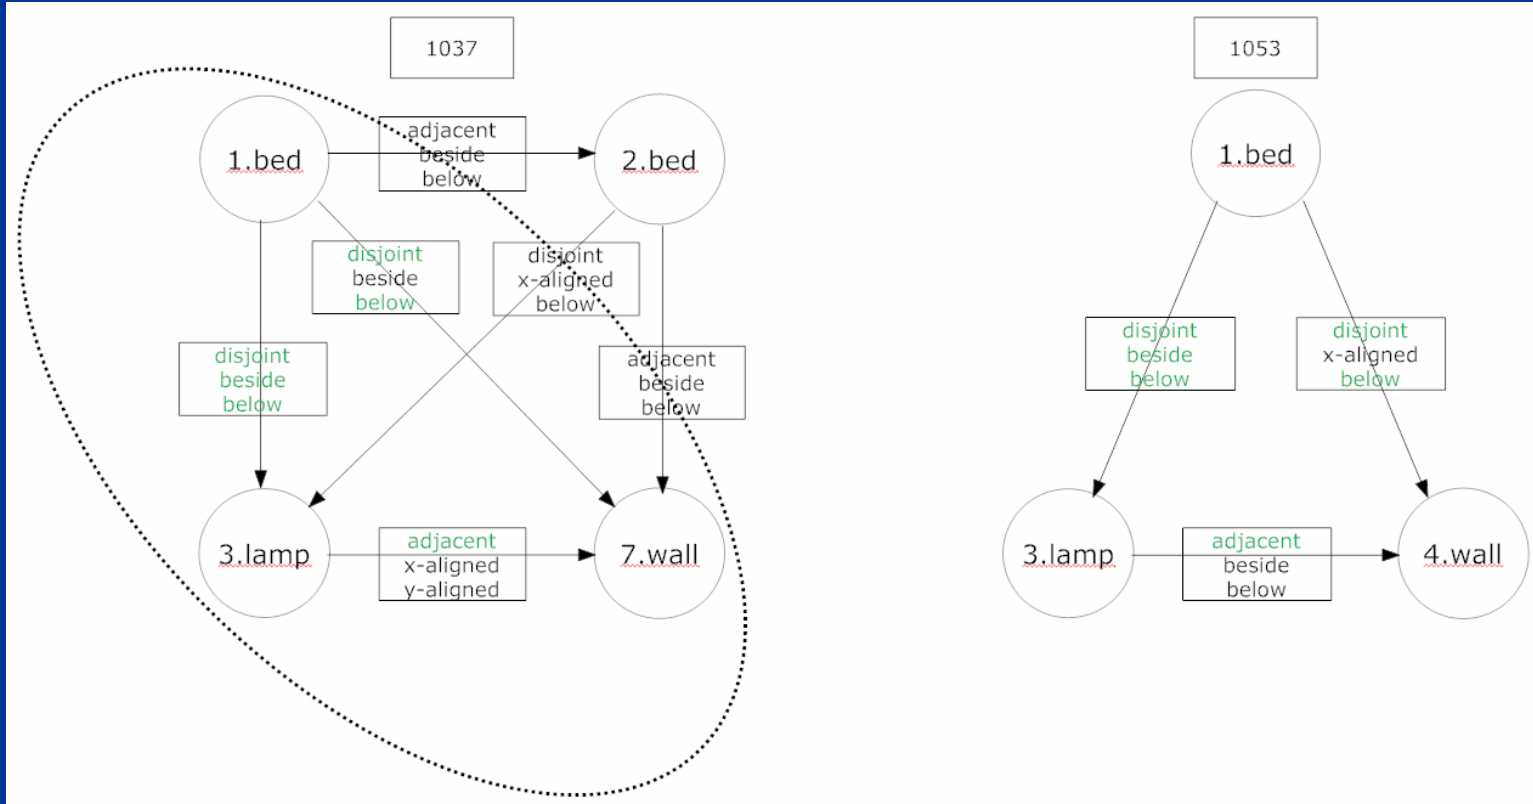 1037
1.bed
adjacent
beside
below
2.bed
disjoint
beside
below
disjoint
x-aligned
below
disjoint
beside
below
adjacent
beside
below
3.lamp
adjacent
x-aligned
y-aligned
7.wall
1053
1.bed
disjoint
beside
below
disjoint
x-aligned
below
3.lamp
adjacent
beside
below
4.wall